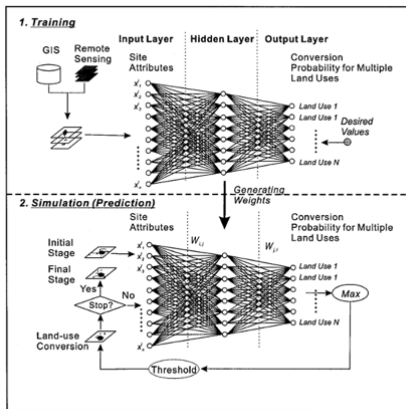 1. Training
GIS
Remote
Sensing
Input Layer
Hidden Layer
Output Layer
Site
Attributes
Conversion
Probability for Multiple
Land Uses
Land Use 1
Land Use 1
Land Use N
Desired
Values
Generating
Weights
2. Simulation (Prediction)
Site
Attributes
Conversion
Probability for Multiple
Land Uses
Initial
Stage
Final
Stage
Yes
No
Stop?
Land-use
Conversion
Land Use 1
Land Use 1
Land Use N
Max
Threshold